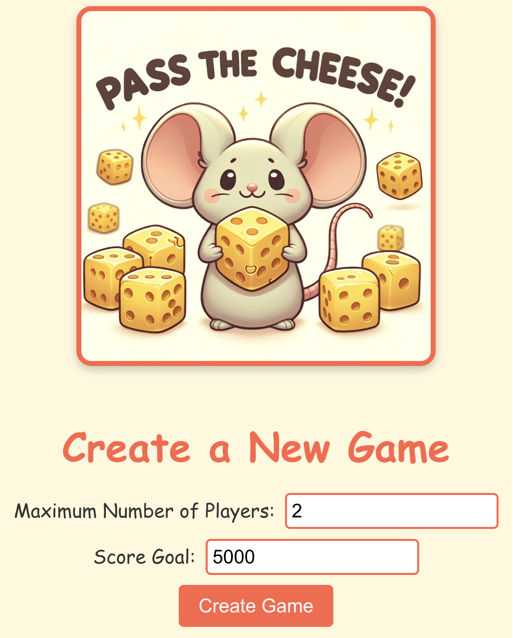 PASS THE CHEESE!
Create a New Game
Maximum Number of Players: 2
Score Goal: 5000
Create Game